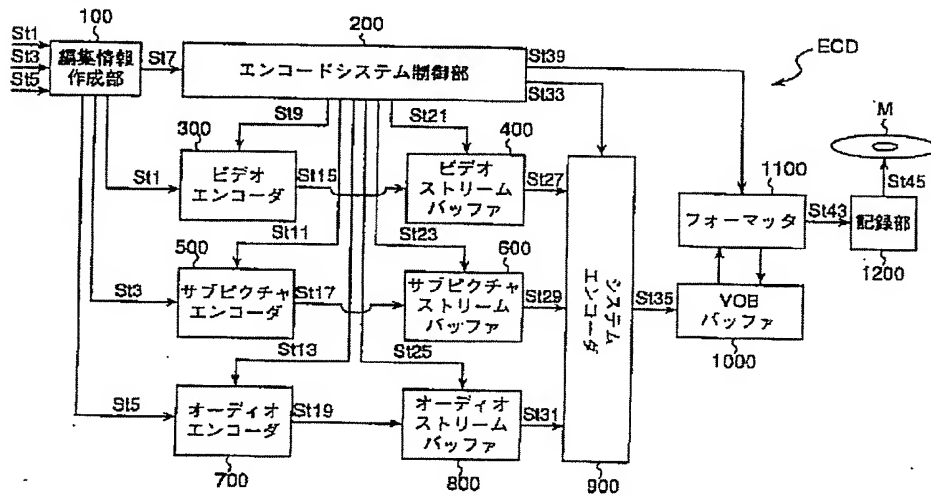 100
200
St1
St3
St5
編集情報
作成部
St7
エンコードシステム制御部
St39
St33
ECD
St9
St21
300
400
M
ビデオ
エンコーダ
St1
St15
ビデオ
ストリーム
バッファ
St27
1100
St45
フォーマッタ
St43
記録部
1200
St11
St23
500
600
サブピクチャ
エンコーダ
St3
St17
サブピクチャ
ストリーム
バッファ
St29
システム
エンコーダ
St35
VOB
バッファ
1000
St13
St25
St5
オーディオ
エンコーダ
St19
オーディオ
ストリーム
バッファ
St31
700
800
900